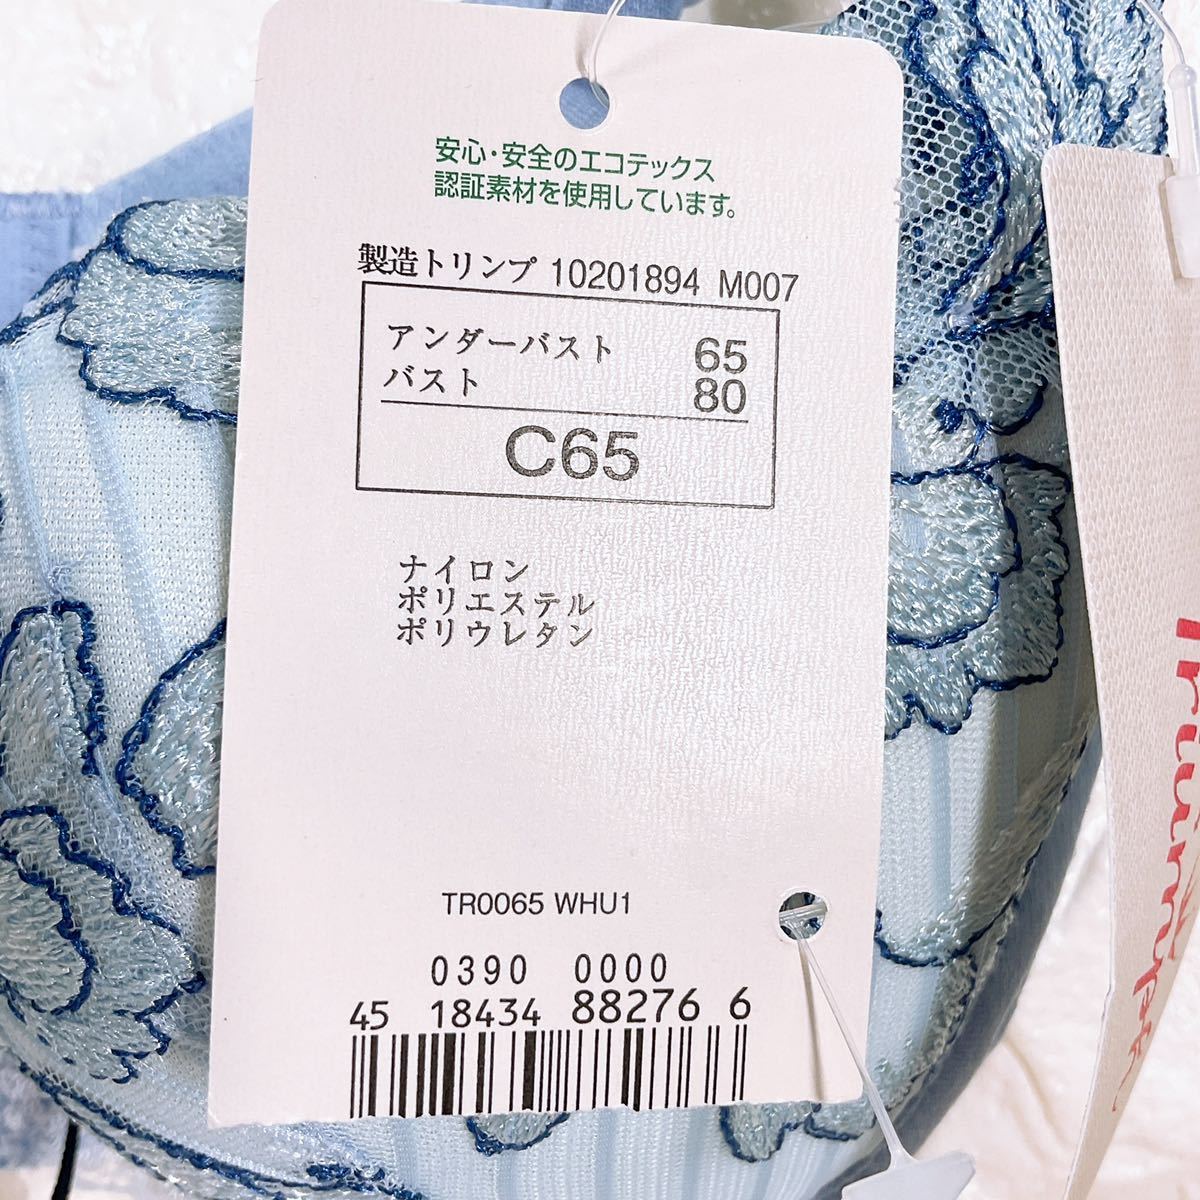 安心・安全のエコテックス
認証素材を使用しています。
製造トリンプ 10201894 M007
アンダーバスト 65
バスト 80
C65
ナイロン
ポリエステル
ポリウレタン
TR0065 WHU1
0390 0000
45 18434 88276 6
Triumph